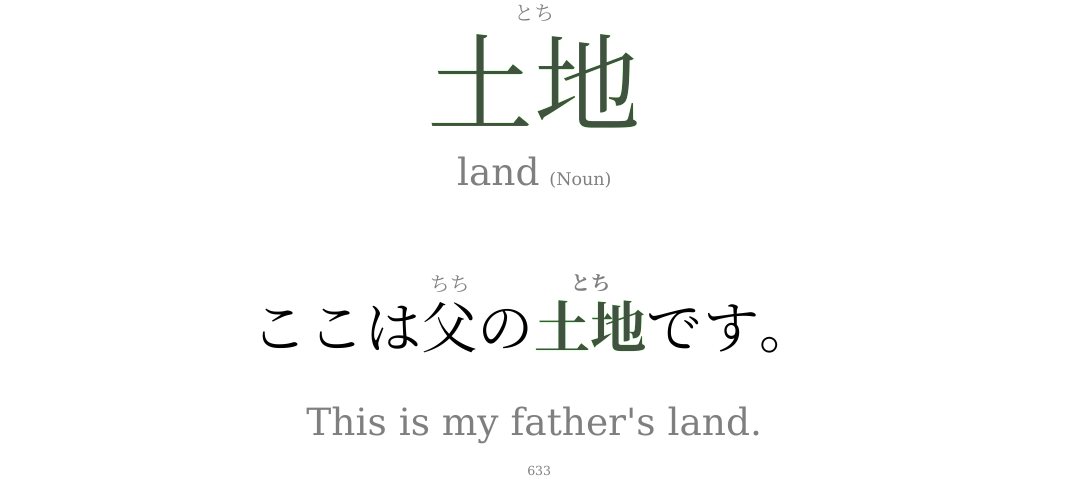 とち
土地
land (Noun)
ちち とち
ここは父の土地です。
This is my father's land.
633